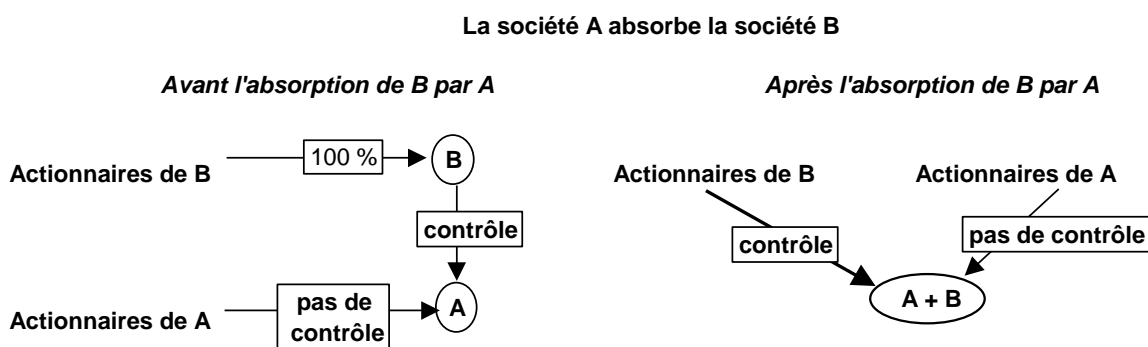 La société A absorbe la société B
Avant l'absorption de B par A
Après l'absorption de B par A
Actionnaires de B
100 %
B
contrôle
Actionnaires de A
pas de
contrôle
A
Actionnaires de B
Actionnaires de A
contrôle
pas de contrôle
A + B